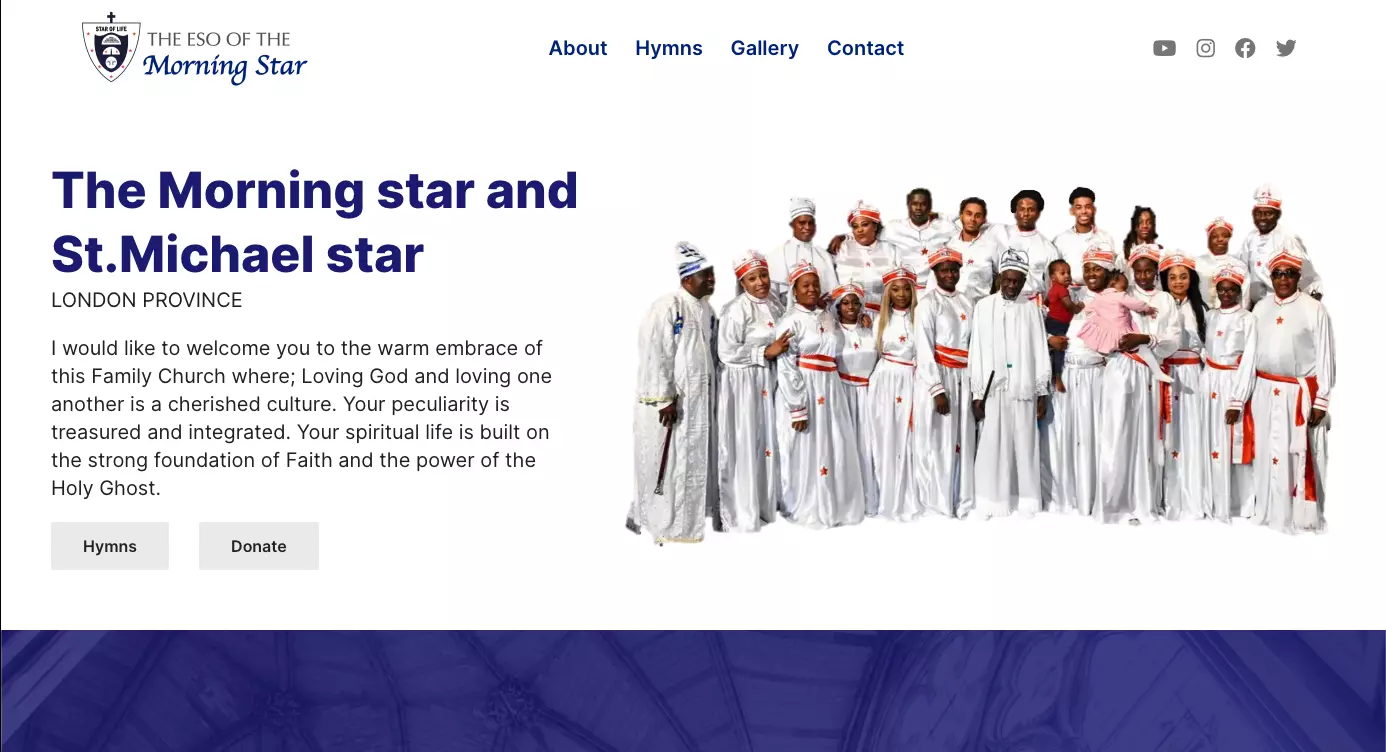 STAR OF LIFE
THE ESO OF THE
Morning Star
About
Hymns
Gallery
Contact
The Morning star and
St.Michael star
LONDON PROVINCE
I would like to welcome you to the warm embrace of
this Family Church where; Loving God and loving one
another is a cherished culture. Your peculiarity is
treasured and integrated. Your spiritual life is built on
the strong foundation of Faith and the power of the
Holy Ghost.
Hymns
Donate